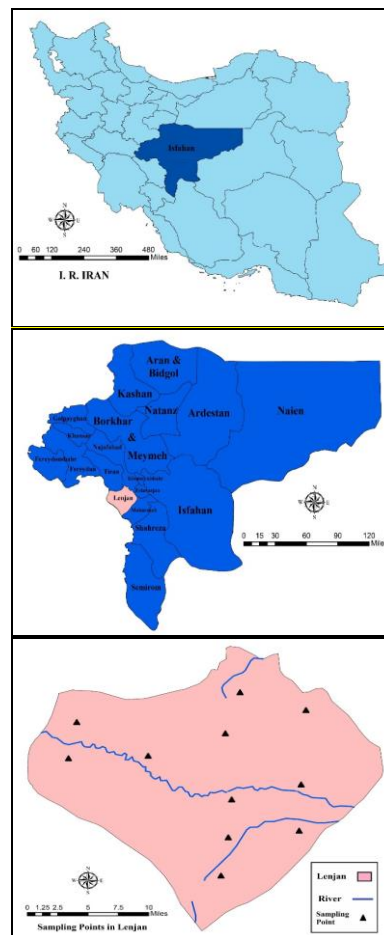 Isfahan
N
W E
S
0 60 120 240 360 480
Miles
I. R. IRAN
Aran &
Bidgol
Kashan
Natanz
Ardestan
Naien
Borkhar
&
Meymeh
Khansar
Najafabad
Fereydan
Tiran
Lenjan
Isfahan
Shahreza
Semirom
N
W E
S
0 15 30 60 90 120
Miles
N
W E
S
0 1.25 2.5 5 7.5 10
Miles
Sampling Points in Lenjan
Lenjan
River
Sampling
Point